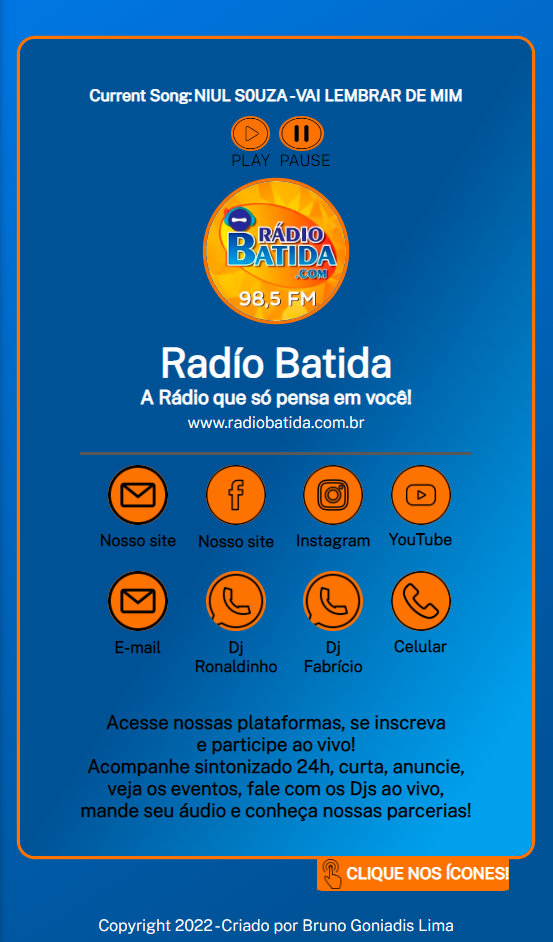 Current Song: NIUL S0UZA - VAI LEMBRAR DE MIM
PLAY PAUSE
RÁDIO
BATIDA
.COM
98,5 FM
Radío Batida
A Rádio que só pensa em você!
www.radiobatida.com.br
Nosso site Nosso site Instagram YouTube
E-mail Dj Dj Celular
Ronaldinho Fabrício
Acesse nossas plataformas, se inscreva
e participe ao vivo!
Acompanhe sintonizado 24h, curta, anuncie,
veja os eventos, fale com os Djs ao vivo,
mande seu áudio e conheça nossas parcerias!
CLIQUE NOS ÍCONES!
Copyright 2022 - Criado por Bruno Goniadis Lima